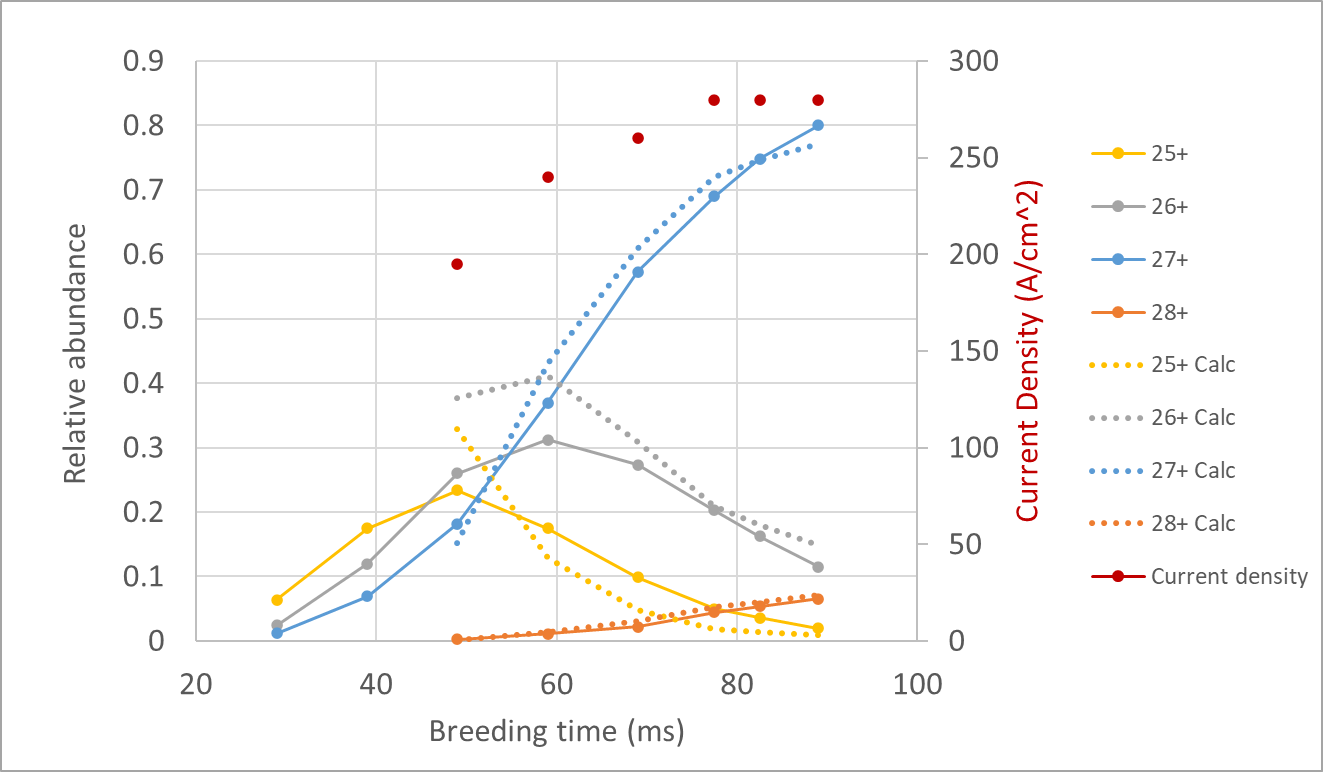 0.9
0.8
0.7
0.6
0.5
0.4
0.3
0.2
0.1
0
Relative abundance
20 40 60 80 100
Breeding time (ms)
300
250
200
150
100
50
0
Current Density (A/cm^2)
25+
26+
27+
28+
25+ Calc
26+ Calc
27+ Calc
28+ Calc
Current density